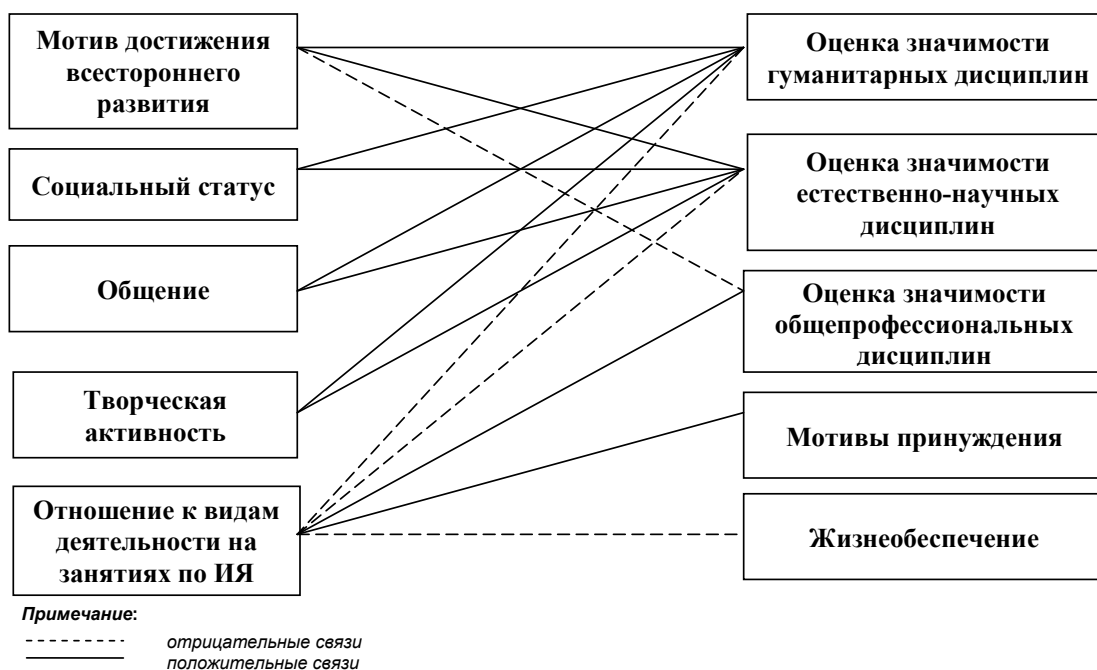 Мотив достижения
всестороннего
развития
Социальный статус
Общение
Творческая
активность
Отношение к видам
деятельности на
занятиях по ИЯ
Оценка значимости
гуманитарных дисциплин
Оценка значимости
естественно-научных
дисциплин
Оценка значимости
общепрофессиональных
дисциплин
Мотивы принуждения
Жизнеобеспечение
Примечание:
отрицательные связи
положительные связи